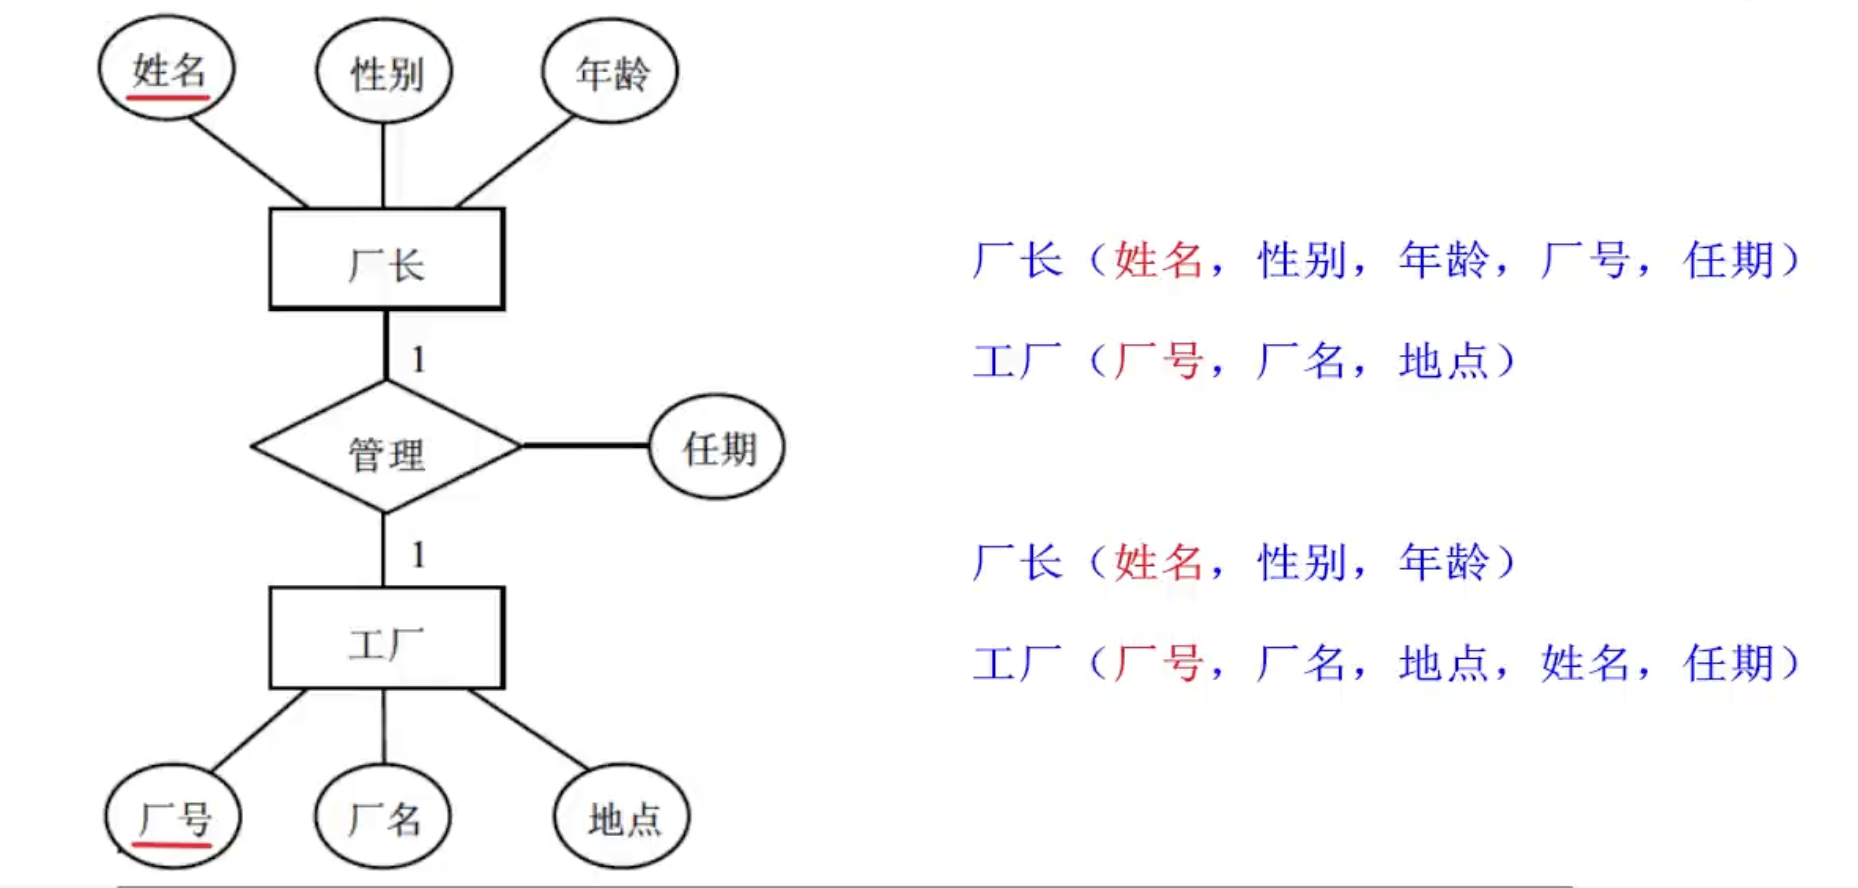 姓名
性别
年龄
厂长
1
管理
任期
1
工厂
厂号
厂名
地点
厂长（姓名，性别，年龄，厂号，任期）
工厂（厂号，厂名，地点）
厂长（姓名，性别，年龄）
工厂（厂号，厂名，地点，姓名，任期）